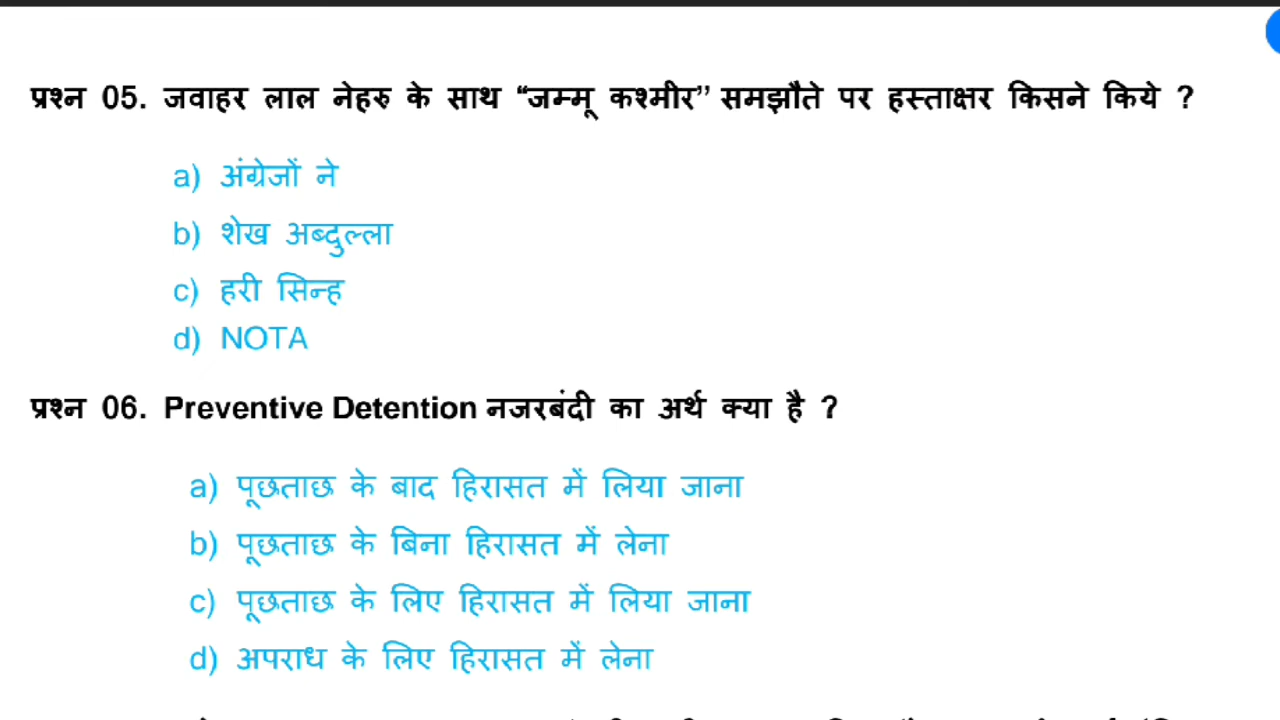 प्रश्न 05. जवाहर लाल नेहरु के साथ “जम्मू कश्मीर” समझौते पर हस्ताक्षर किसने किये ?
a) अंग्रेजों ने
b) शेख अब्दुल्ला
c) हरी सिन्ह
d) NOTA
प्रश्न 06. Preventive Detention नजरबंदी का अर्थ क्या है ?
a) पूछताछ के बाद हिरासत में लिया जाना
b) पूछताछ के बिना हिरासत में लेना
c) पूछताछ के लिए हिरासत में लिया जाना
d) अपराध के लिए हिरासत में लेना